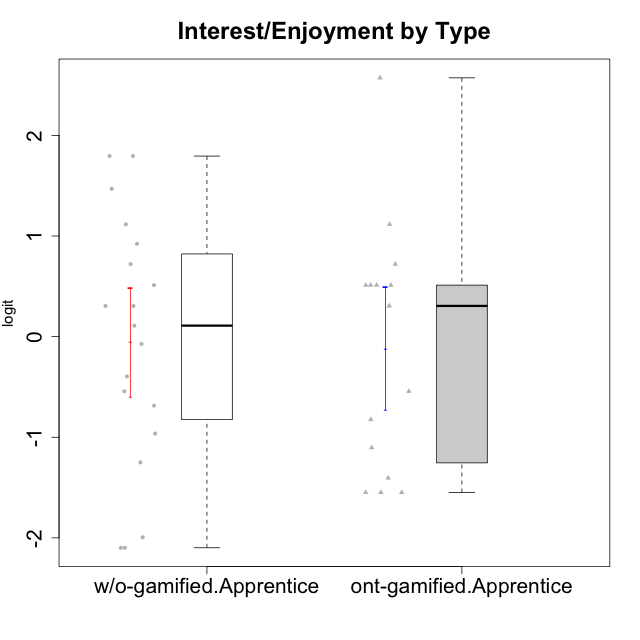 Interest/Enjoyment by Type
2
1
0
-1
-2
logit
w/o-gamified.Apprentice
ont-gamified.Apprentice